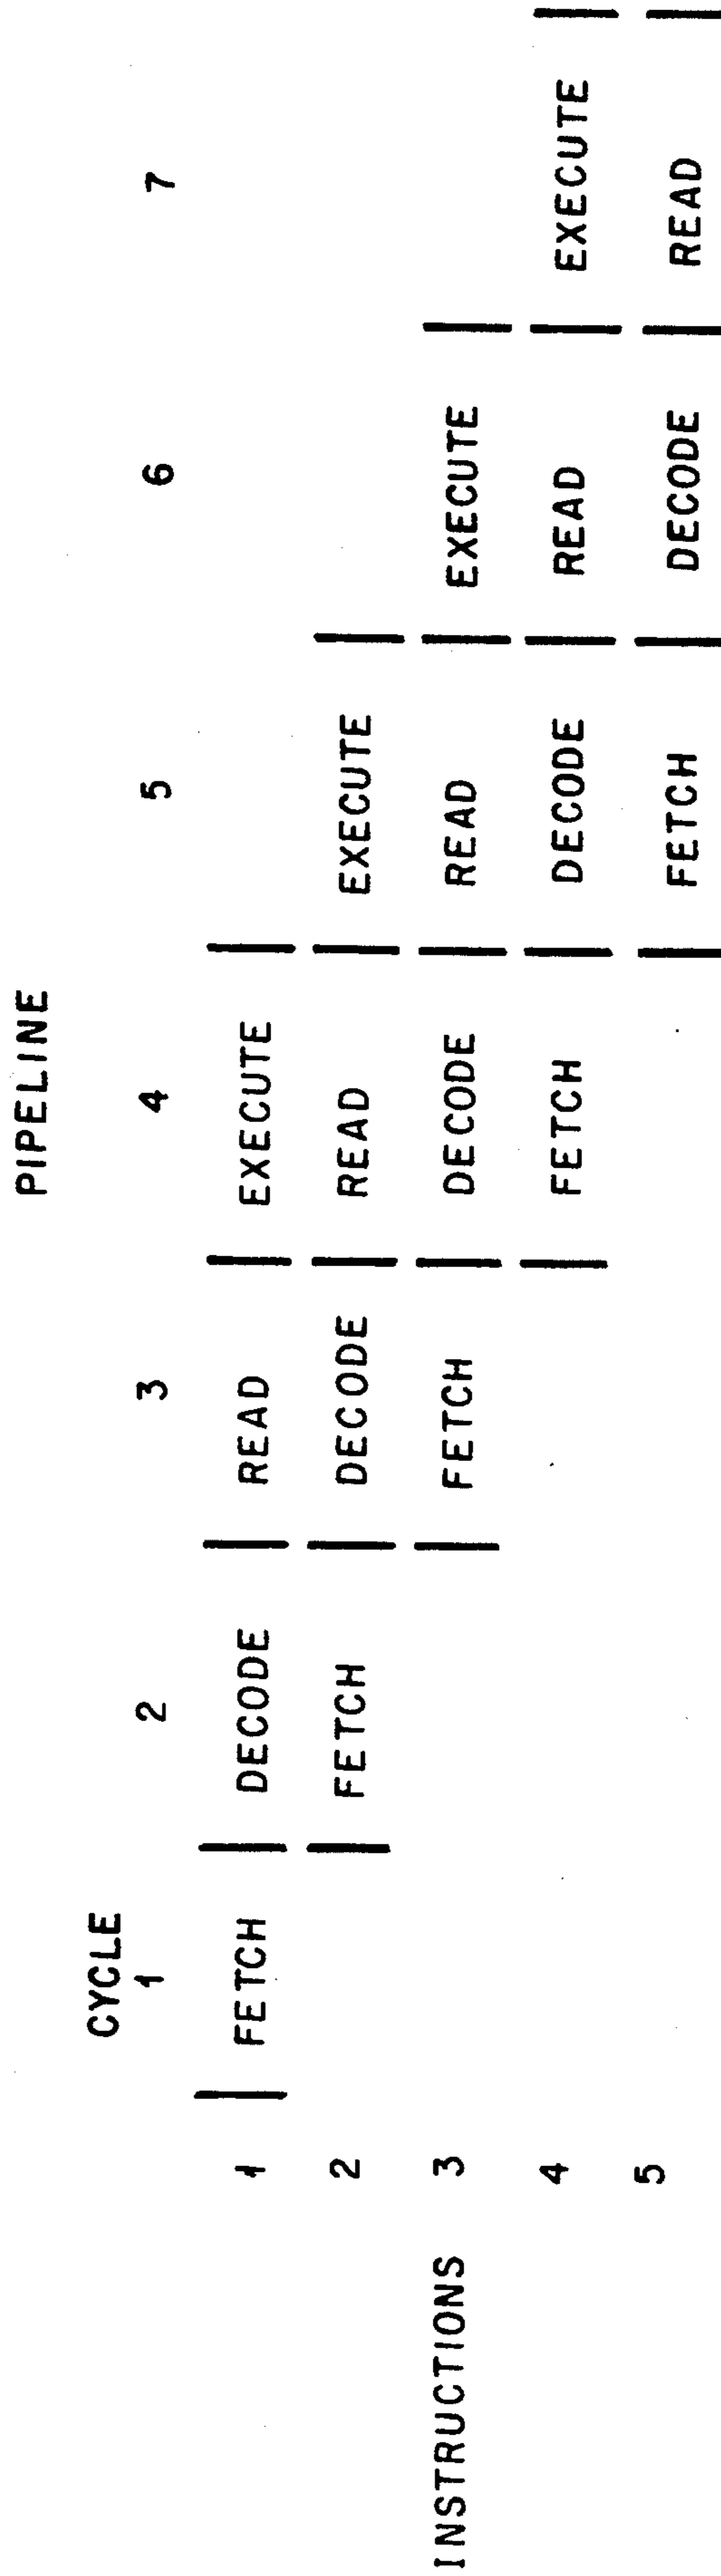 PIPELINE
CYCLE
1 2 3 4 5 6 7
1 FETCH DECODE READ EXECUTE
2 FETCH DECODE READ EXECUTE
INSTRUCTIONS 3 FETCH DECODE READ EXECUTE
4 FETCH DECODE READ EXECUTE
5 FETCH DECODE READ